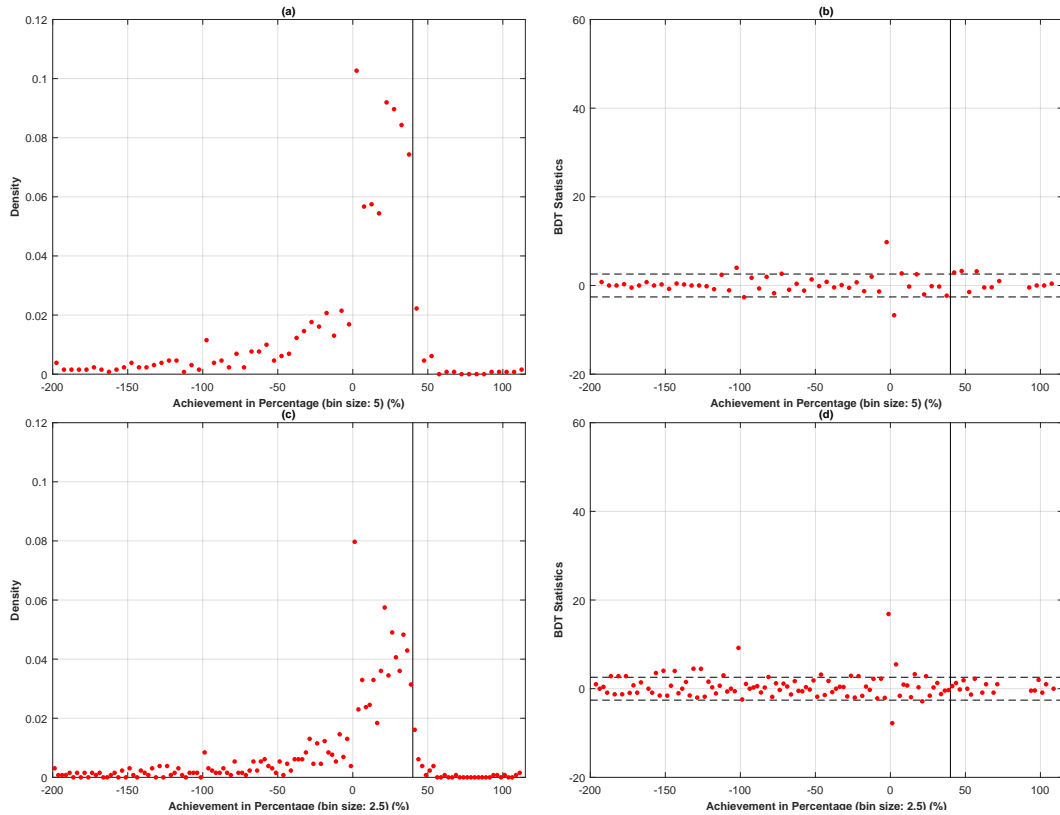 (a)
0.12
0.1
0.08
0.06
0.04
0.02
0
Density
-200 -150 -100 -50 0 50 100
Achievement in Percentage (bin size: 5) (%)
(b)
60
40
20
0
-20
BDT Statistics
-200 -150 -100 -50 0 50 100
Achievement in Percentage (bin size: 5) (%)
(c)
0.12
0.1
0.08
0.06
0.04
0.02
0
Density
-200 -150 -100 -50 0 50 100
Achievement in Percentage (bin size: 2.5) (%)
(d)
60
40
20
0
-20
BDT Statistics
-200 -150 -100 -50 0 50 100
Achievement in Percentage (bin size: 2.5) (%)